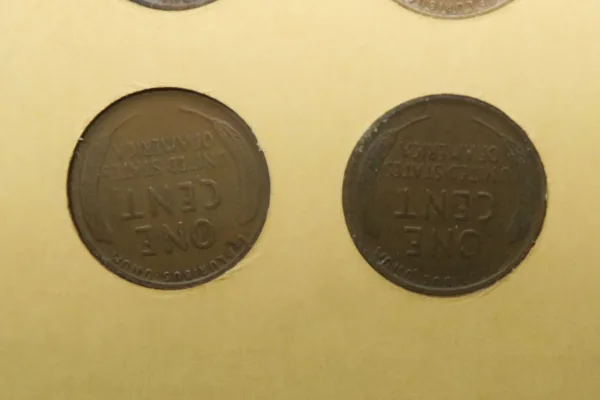 E·PLURIBUS·UNUM
ONE
CENT
UNITED STATES
OF AMERICA
ONE
CENT
UNITED STATES
OF AMERICA